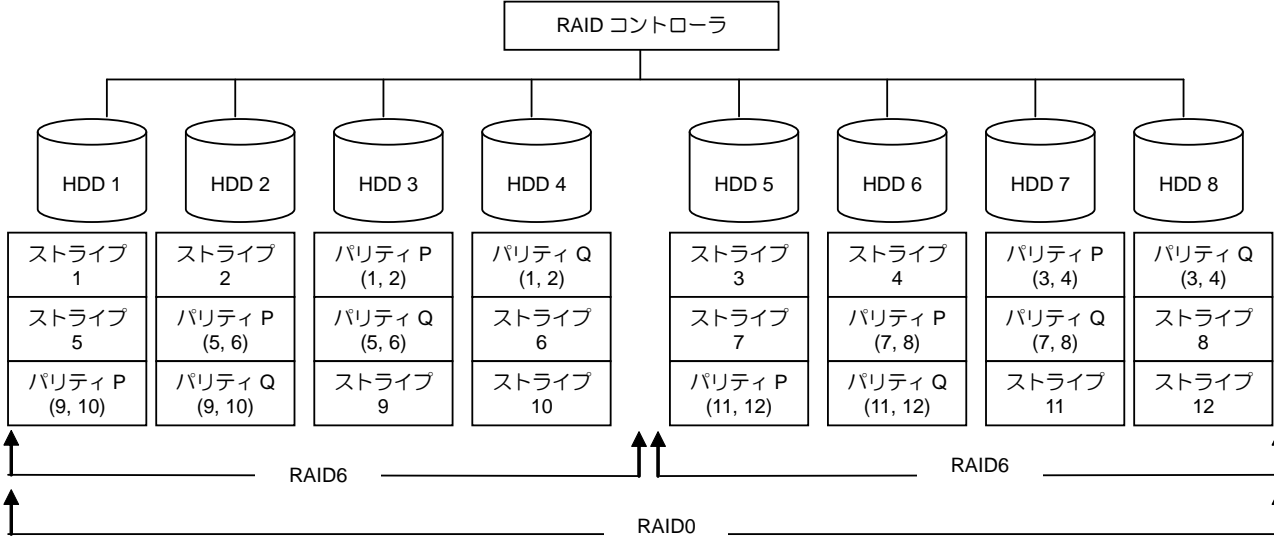 RAID コントローラ
HDD 1
HDD 2
HDD 3
HDD 4
HDD 5
HDD 6
HDD 7
HDD 8
ストライプ
1
ストライプ
2
パリティ P
(1, 2)
パリティ Q
(1, 2)
ストライプ
3
ストライプ
4
パリティ P
(3, 4)
パリティ Q
(3, 4)
ストライプ
5
パリティ P
(5, 6)
パリティ Q
(5, 6)
ストライプ
6
ストライプ
7
パリティ P
(7, 8)
パリティ Q
(7, 8)
ストライプ
8
パリティ P
(9, 10)
パリティ Q
(9, 10)
ストライプ
9
ストライプ
10
パリティ P
(11, 12)
パリティ Q
(11, 12)
ストライプ
11
ストライプ
12
RAID6
RAID6
RAID0